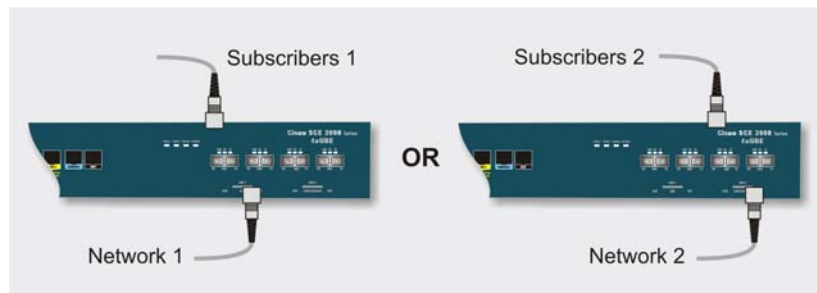 Subscribers 1
Cisco SCE 2000 Series
4xGBE
Network 1
OR
Subscribers 2
Cisco SCE 2000 Series
4xGBE
Network 2